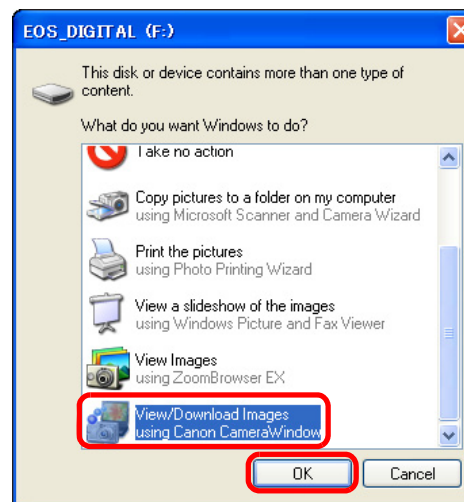 EOS_DIGITAL (F:)
This disk or device contains more than one type of
content.
What do you want Windows to do?
Take no action
Copy pictures to a folder on my computer
using Microsoft Scanner and Camera Wizard
Print the pictures
using Photo Printing Wizard
View a slideshow of the images
using Windows Picture and Fax Viewer
View Images
using ZoomBrowser EX
View/Download Images
using Canon CameraWindow
OK
Cancel